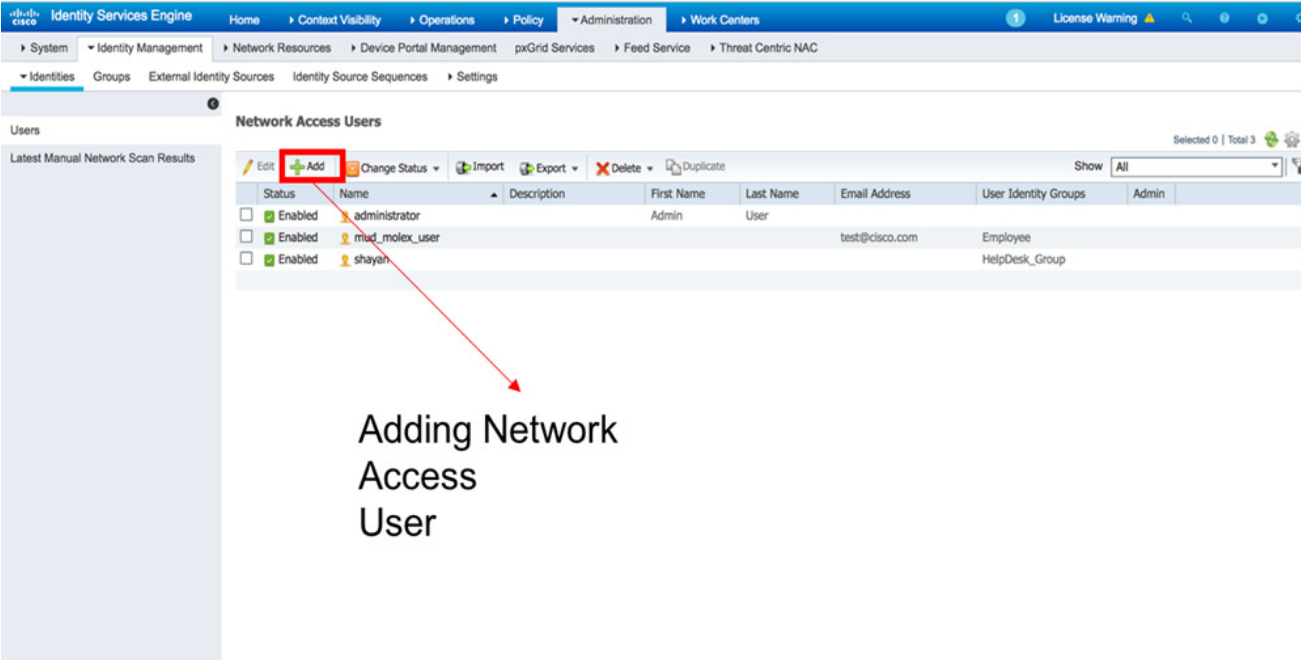 cisco Identity Services Engine Home Context Visibility Operations Policy Administration Work Centers 1 License Warning
System Identity Management Network Resources Device Portal Management pxGrid Services Feed Service Threat Centric NAC
Identities Groups External Identity Sources Identity Source Sequences Settings
Users
Latest Manual Network Scan Results
Network Access Users
Selected 0 | Total 3
Edit Add Change Status Import Export Delete Duplicate Show All
Status Name Description First Name Last Name Email Address User Identity Groups Admin
Enabled administrator Admin User
Enabled mud_molex_user test@cisco.com Employee
Enabled shayan HelpDesk_Group
Adding Network
Access
User